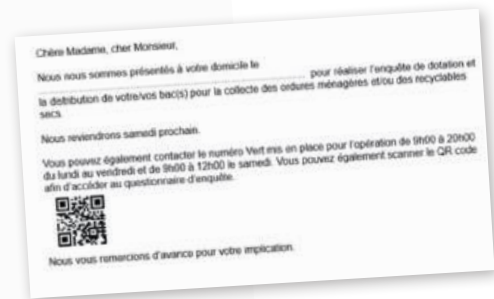 Chère Madame, cher Monsieur,
Nous nous sommes présentés à votre domicile le
................................................................ pour réaliser l'enquête de dotation et
la distribution de votre/vos bac(s) pour la collecte des ordures ménagères et/ou des recyclables
secs.
Nous reviendrons samedi prochain.
Vous pouvez également contacter le numéro Vert mis en place pour l'opération de 9h00 à 20h00
du lundi au vendredi et de 9h00 à 12h00 le samedi. Vous pouvez également scanner le QR code
afin d'accéder au questionnaire d'enquête.
Nous vous remercions d'avance pour votre implication.